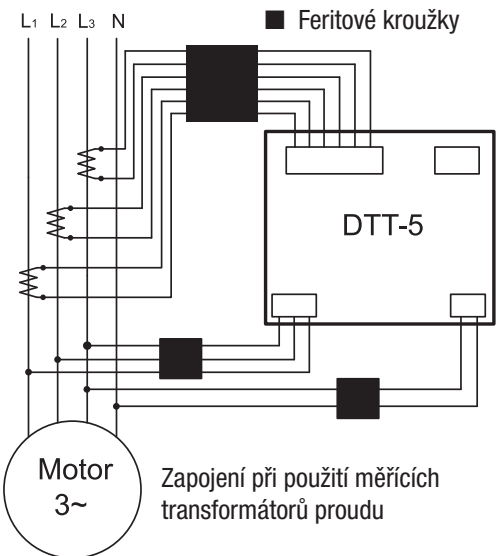 L1 L2 L3 N
■ Feritové kroužky
DTT-5
Motor
3~
Zapojení při použití měřících
transformátorů proudu